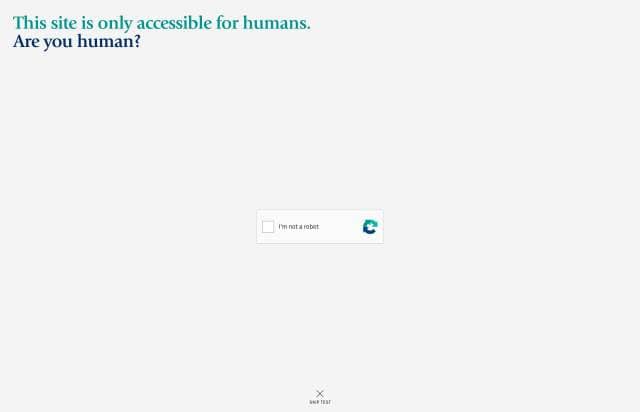 This site is only accessible for humans.
Are you human?
I'm not a robot
SKIP TEST